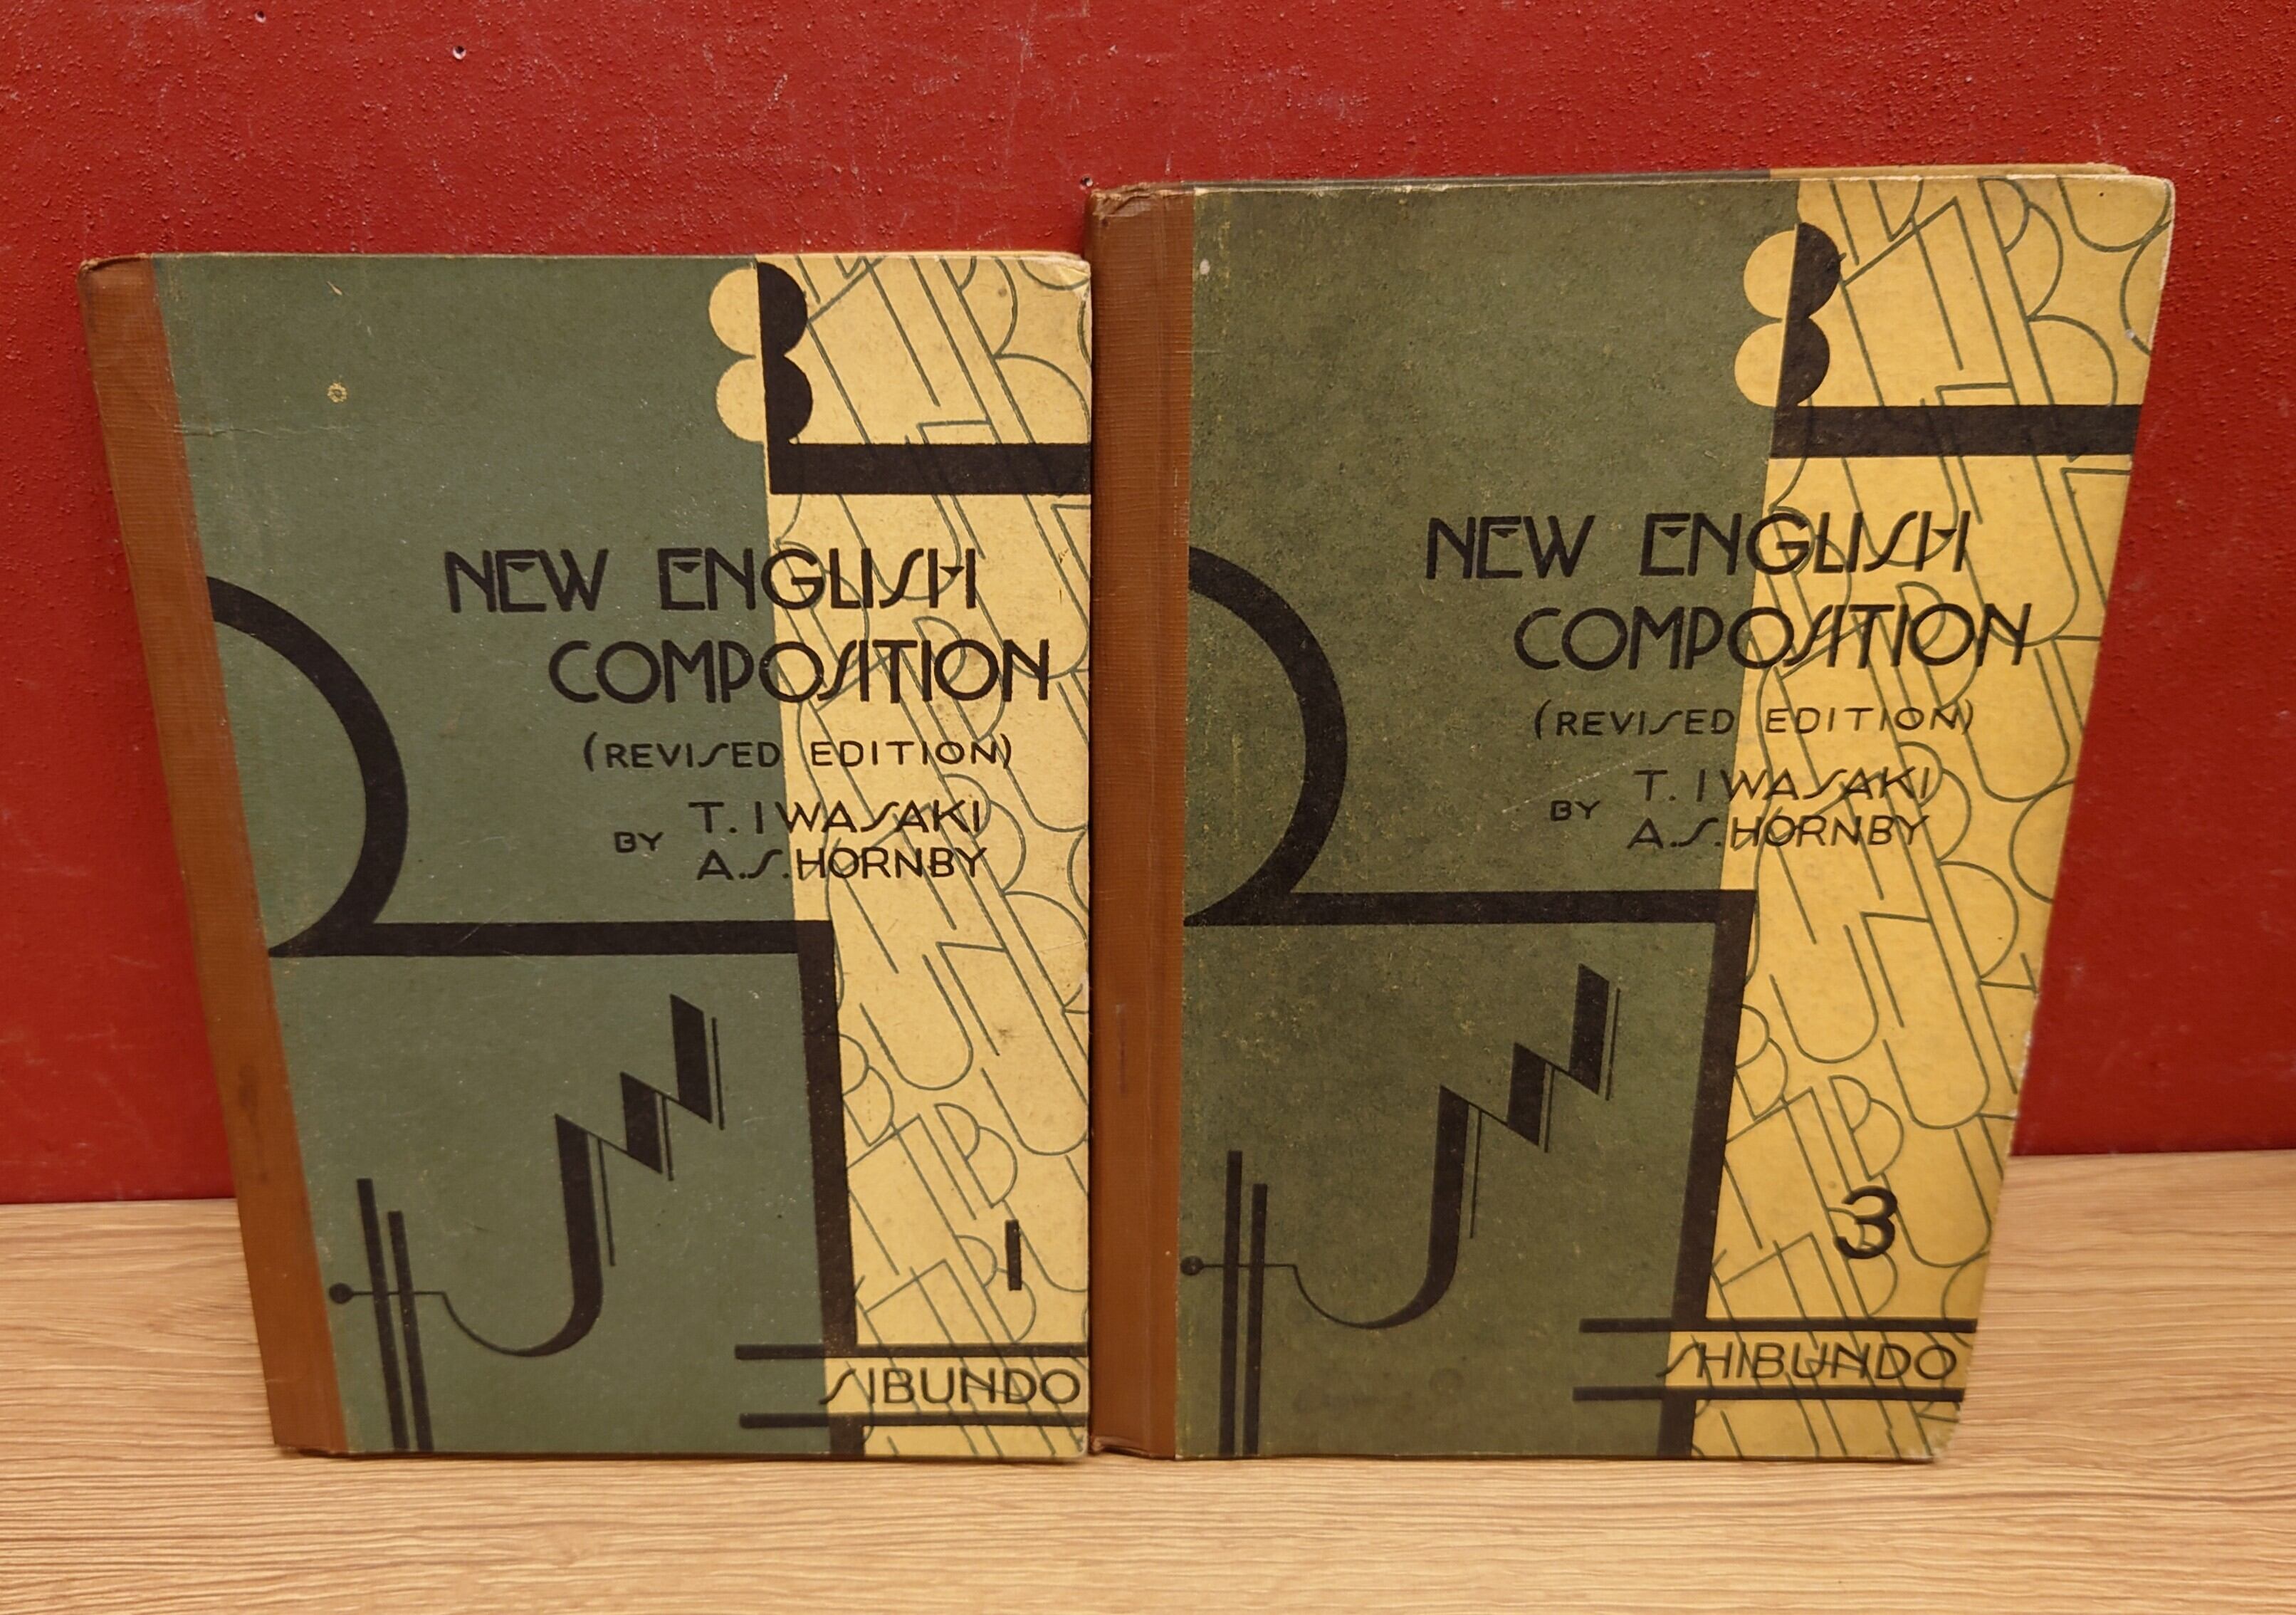 NEW ENGLISH
COMPOSITION
(REVISED EDITION)
BY T. IWASAKI
A.S. HORNBY
1
SIBUNDO
NEW ENGLISH
COMPOSITION
(REVISED EDITION)
BY T. IWASAKI
A.S. HORNBY
3
SHIBUNDO